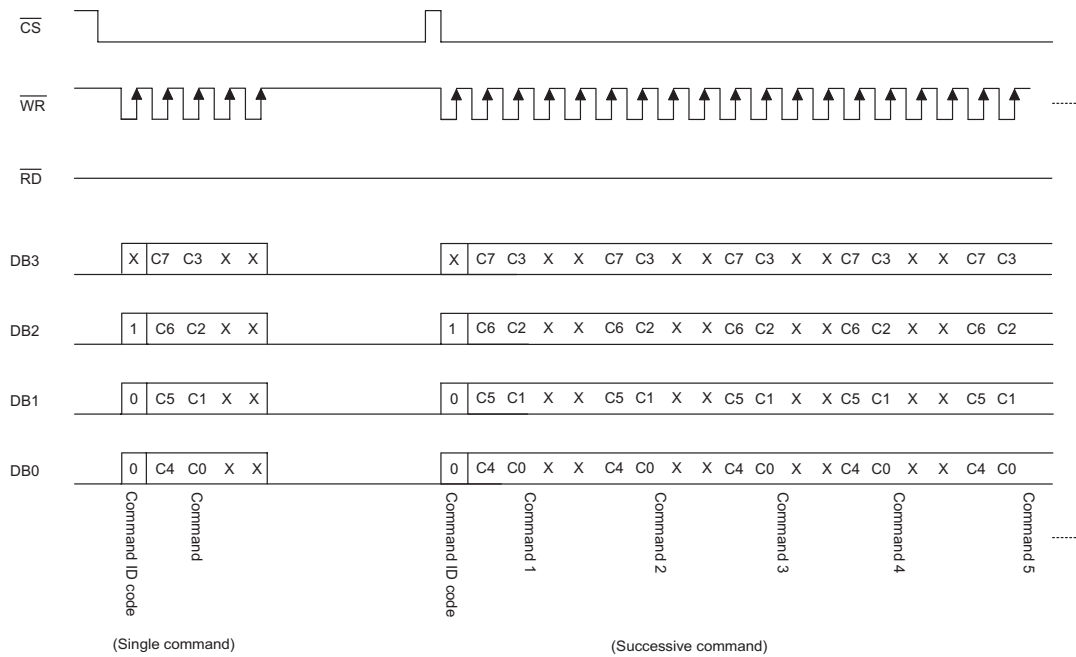 CS
WR
RD
DB3 X C7 C3 X X X C7 C3 X X C7 C3 X X C7 C3 X X C7 C3 X X C7 C3
DB2 1 C6 C2 X X 1 C6 C2 X X C6 C2 X X C6 C2 X X C6 C2 X X C6 C2
DB1 0 C5 C1 X X 0 C5 C1 X X C5 C1 X X C5 C1 X X C5 C1 X X C5 C1
DB0 0 C4 C0 X X 0 C4 C0 X X C4 C0 X X C4 C0 X X C4 C0 X X C4 C0
Command ID code
Command
Command ID code
Command 1
Command 2
Command 3
Command 4
Command 5
(Single command)
(Successive command)